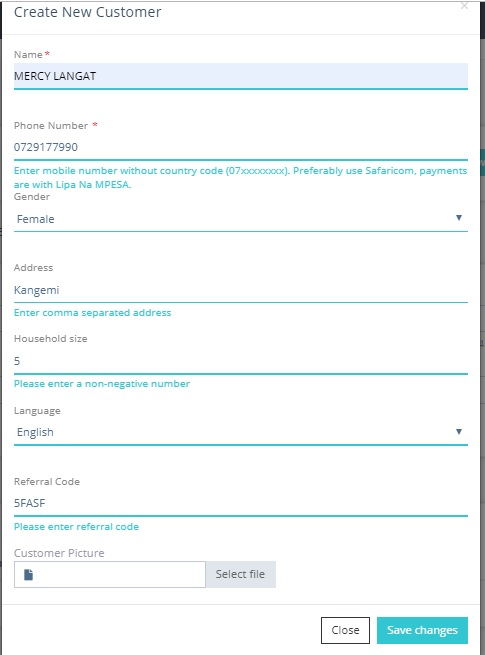 Create New Customer
×
Name *
MERCY LANGAT
Phone Number *
0729177990
Enter mobile number without country code (07xxxxxxxx). Preferably use Safaricom, payments
are with Lipa Na MPESA.
Gender
Female
Address
Kangemi
Enter comma separated address
Household size
5
Please enter a non-negative number
Language
English
Referral Code
5FASF
Please enter referral code
Customer Picture
Select file
Close
Save changes